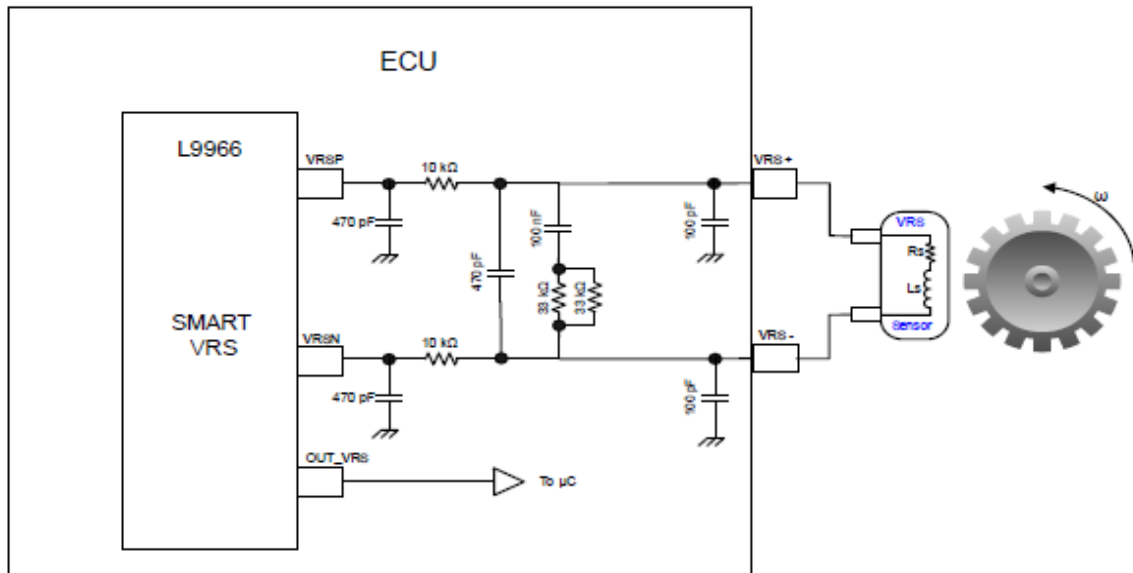 ECU
L9966
VRSP
10 kΩ
VRS+
470 pF
100 nF
100 pF
ω
VRS
Rs
470 pF
33 kΩ
33 kΩ
Ls
SMART
VRS
Sensor
VRSN
10 kΩ
VRS-
470 pF
100 pF
OUT_VRS
To µC